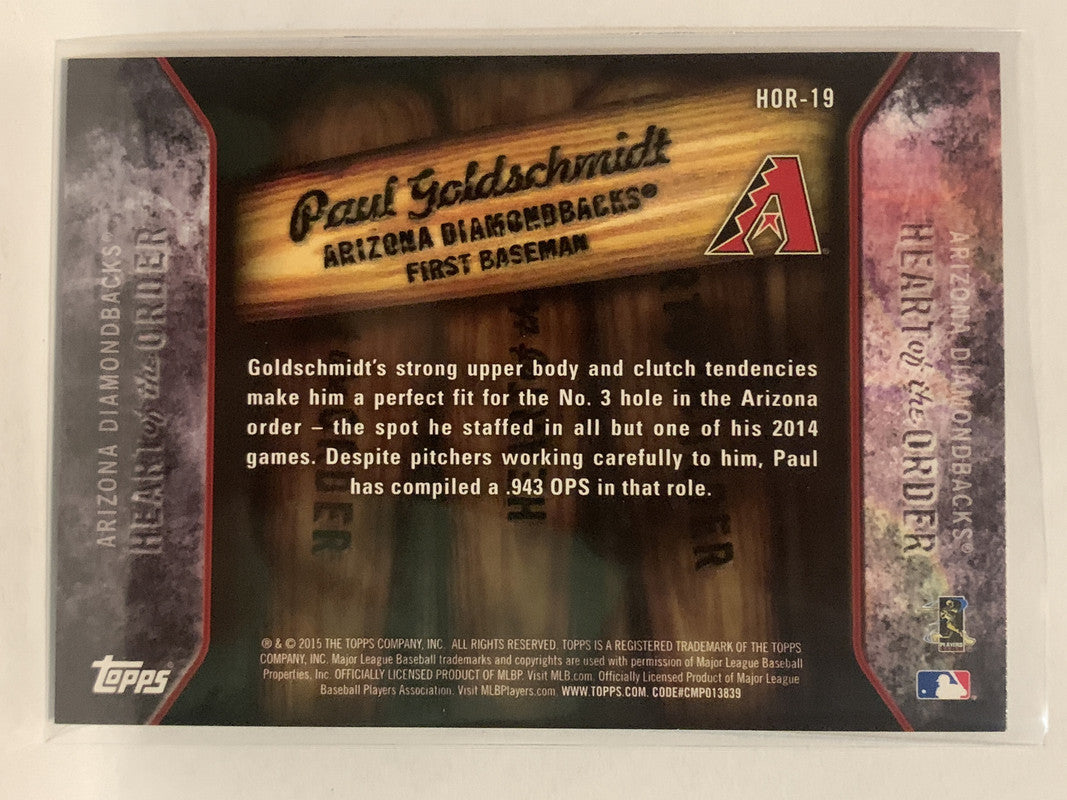 HOR-19
Paul Goldschmidt
ARIZONA DIAMONDBACKS®
FIRST BASEMAN
ARIZONA DIAMONDBACKS®
HEART of the ORDER
Goldschmidt's strong upper body and clutch tendencies
make him a perfect fit for the No. 3 hole in the Arizona
order – the spot he staffed in all but one of his 2014
games. Despite pitchers working carefully to him, Paul
has compiled a .943 OPS in that role.
ARIZONA DIAMONDBACKS®
HEART of the ORDER
® & © 2015 THE TOPPS COMPANY, INC. ALL RIGHTS RESERVED. TOPPS IS A REGISTERED TRADEMARK OF THE TOPPS
COMPANY, INC. Major League Baseball trademarks and copyrights are used with permission of Major League Baseball
Properties, Inc. OFFICIALLY LICENSED PRODUCT OF MLBP. Visit MLB.com. Officially Licensed Product of Major League
Baseball Players Association. Visit MLBPlayers.com. WWW.TOPPS.COM. CODE#CMP013839
Topps®
PLAYERS